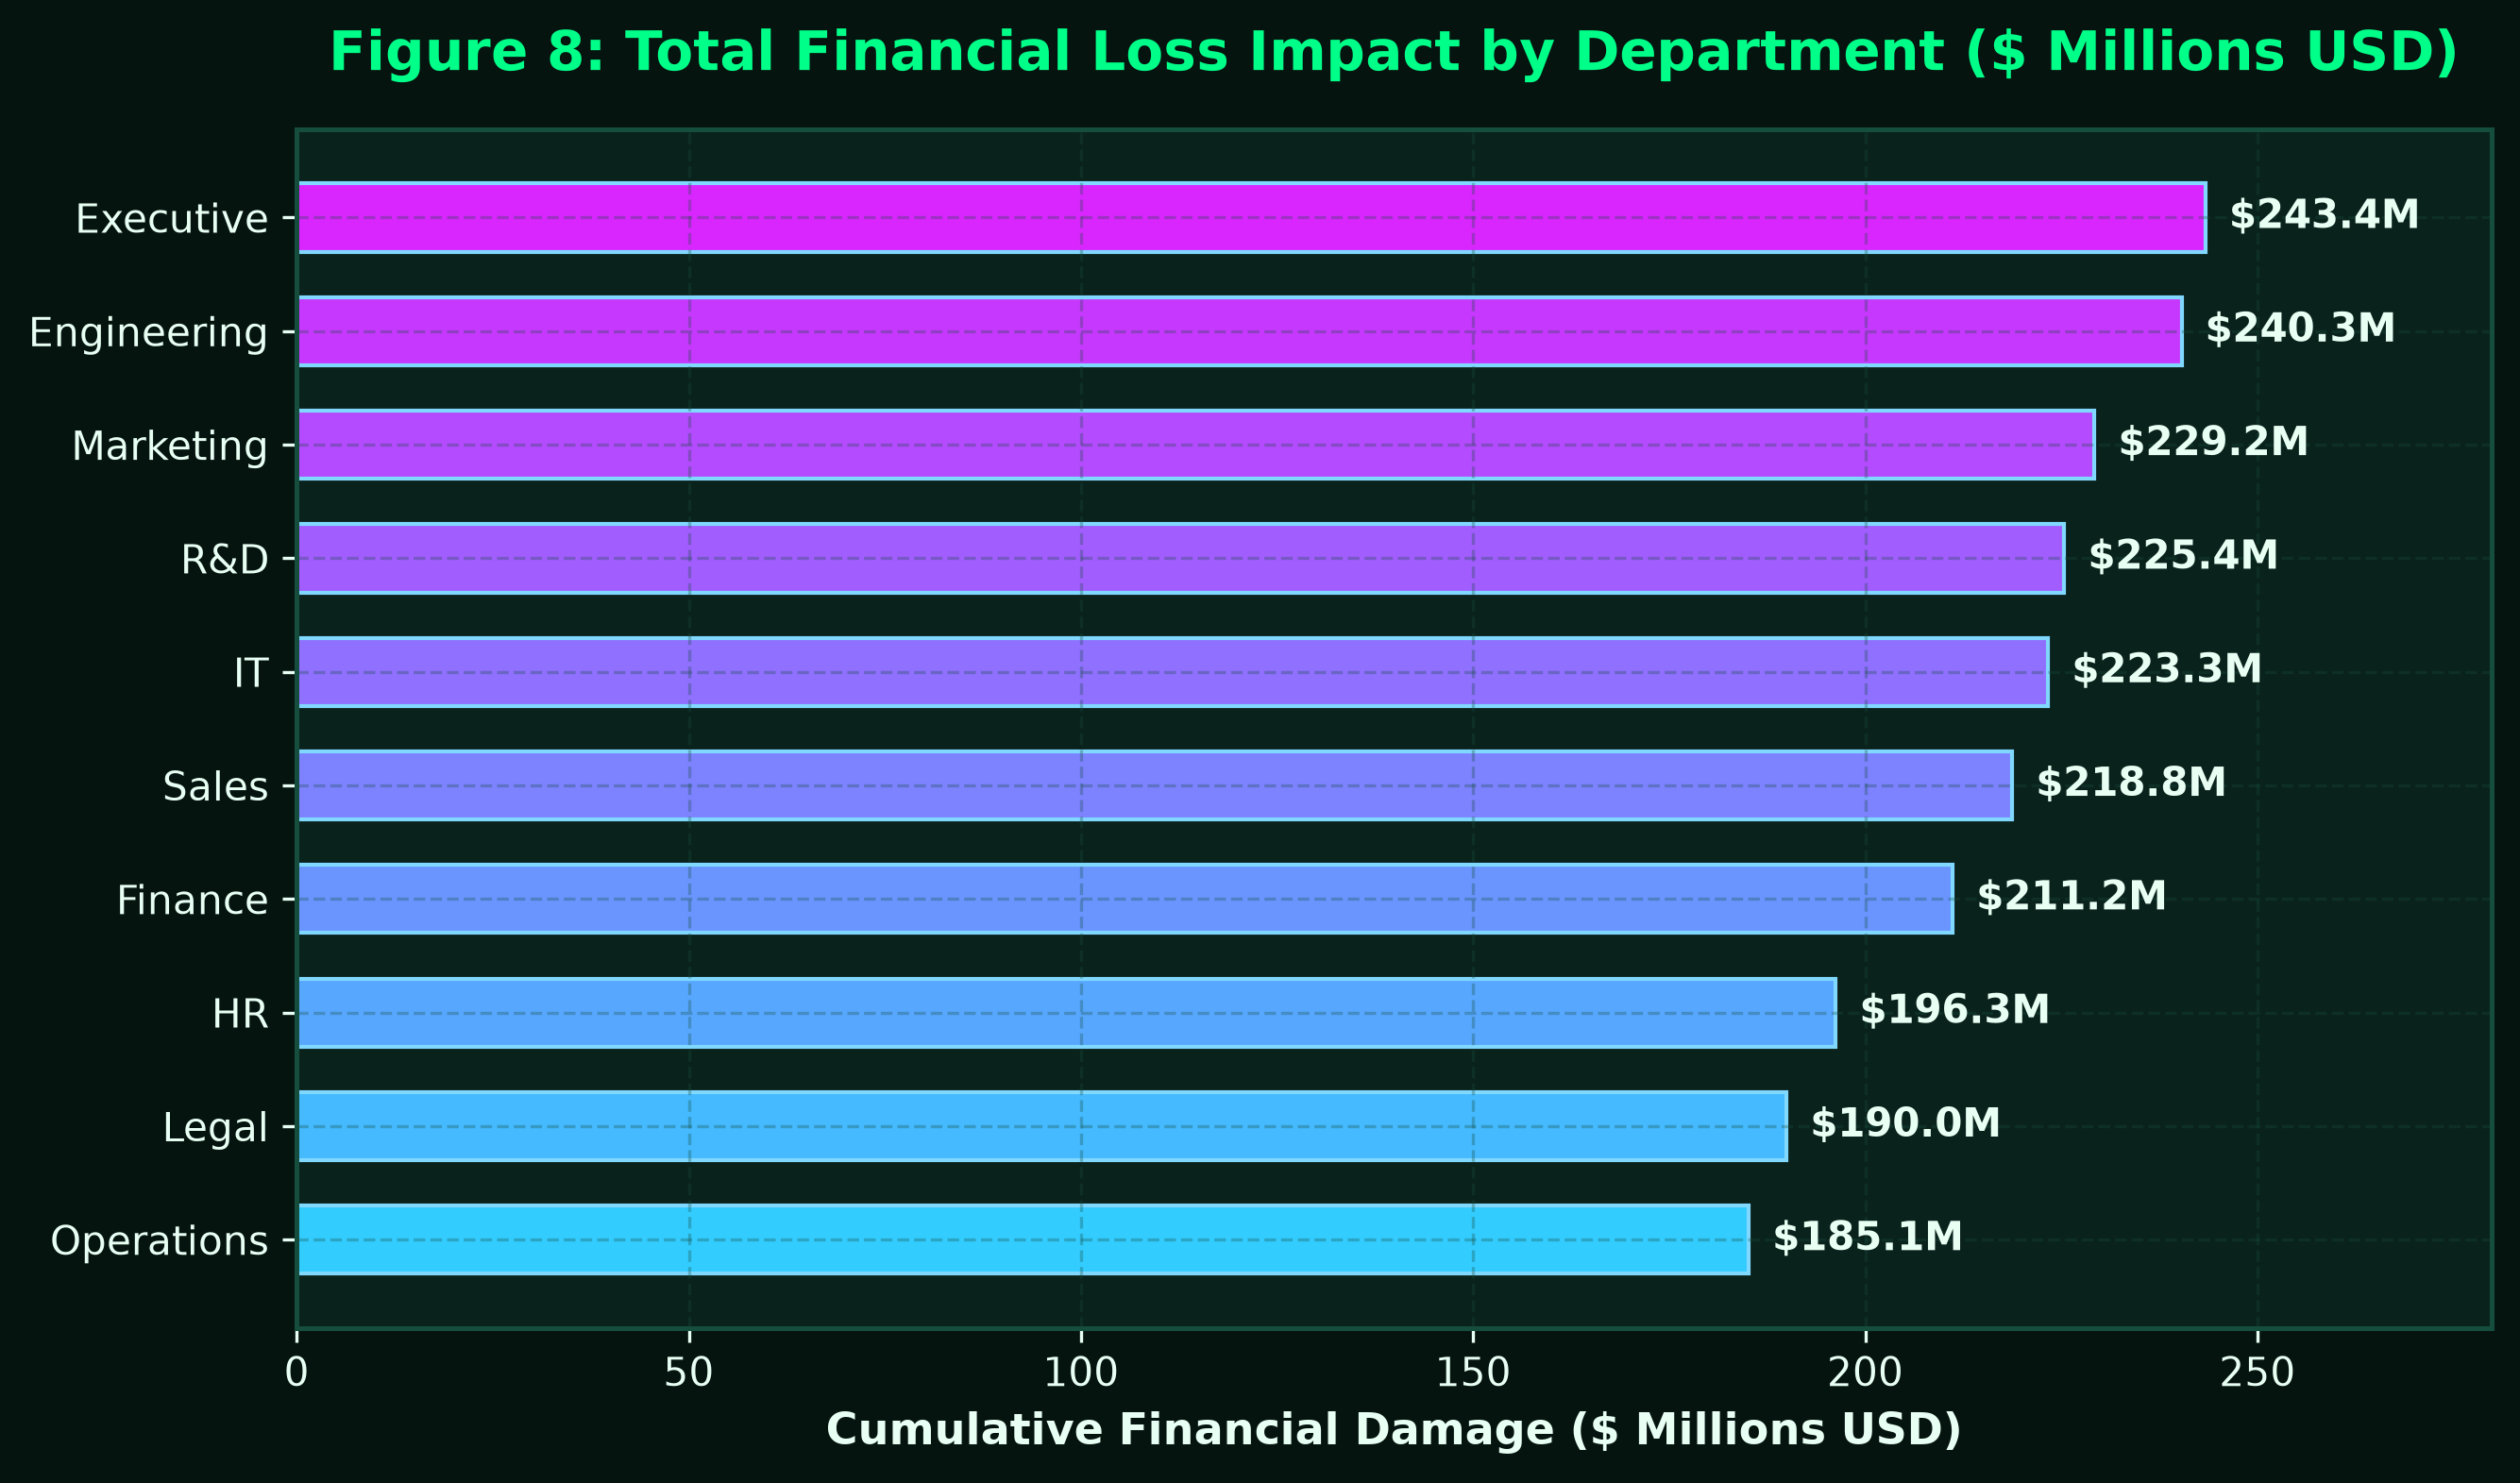 Figure 8: Total Financial Loss Impact by Department ($ Millions USD)
Executive $243.4M
Engineering $240.3M
Marketing $229.2M
R&D $225.4M
IT $223.3M
Sales $218.8M
Finance $211.2M
HR $196.3M
Legal $190.0M
Operations $185.1M
0 50 100 150 200 250
Cumulative Financial Damage ($ Millions USD)